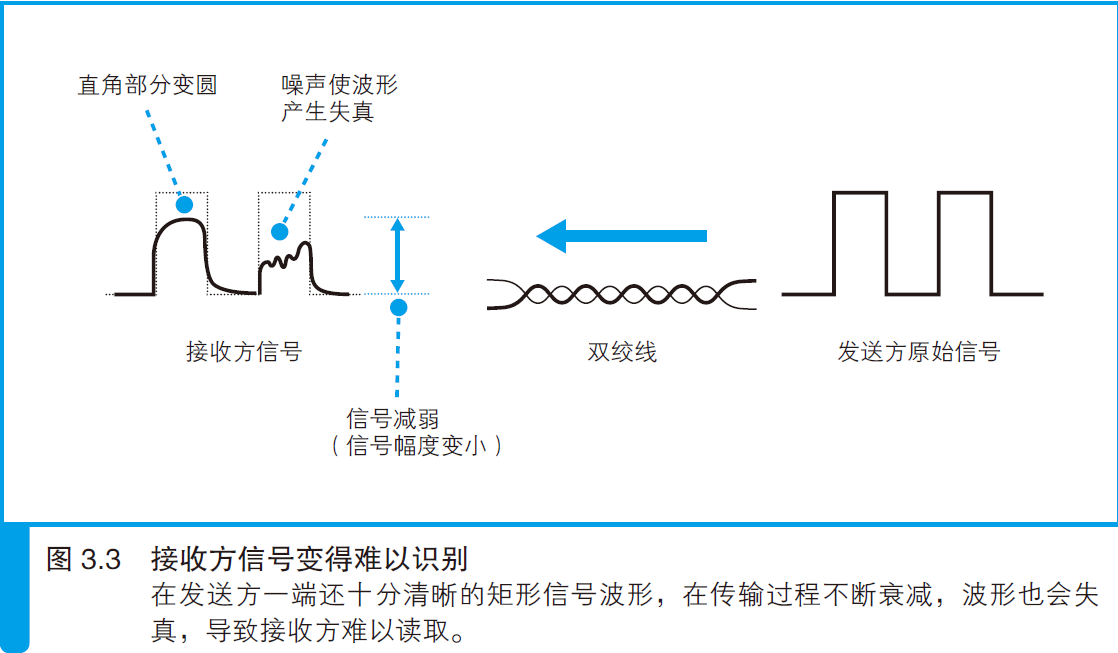 直角部分变圆
噪声使波形
产生失真
接收方信号
双绞线
发送方原始信号
信号减弱
（信号幅度变小）
图 3.3 接收方信号变得难以识别
在发送方一端还十分清晰的矩形信号波形，在传输过程不断衰减，波形也会失
真，导致接收方难以读取。